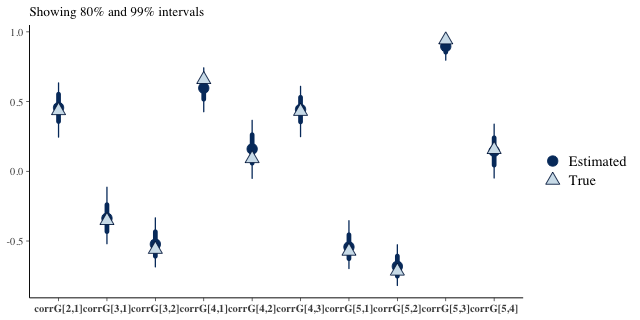 Showing 80% and 99% intervals
1.0
0.5
0.0
-0.5
corrG[2,1]corrG[3,1]corrG[3,2]corrG[4,1]corrG[4,2]corrG[4,3]corrG[5,1]corrG[5,2]corrG[5,3]corrG[5,4]
Estimated
True